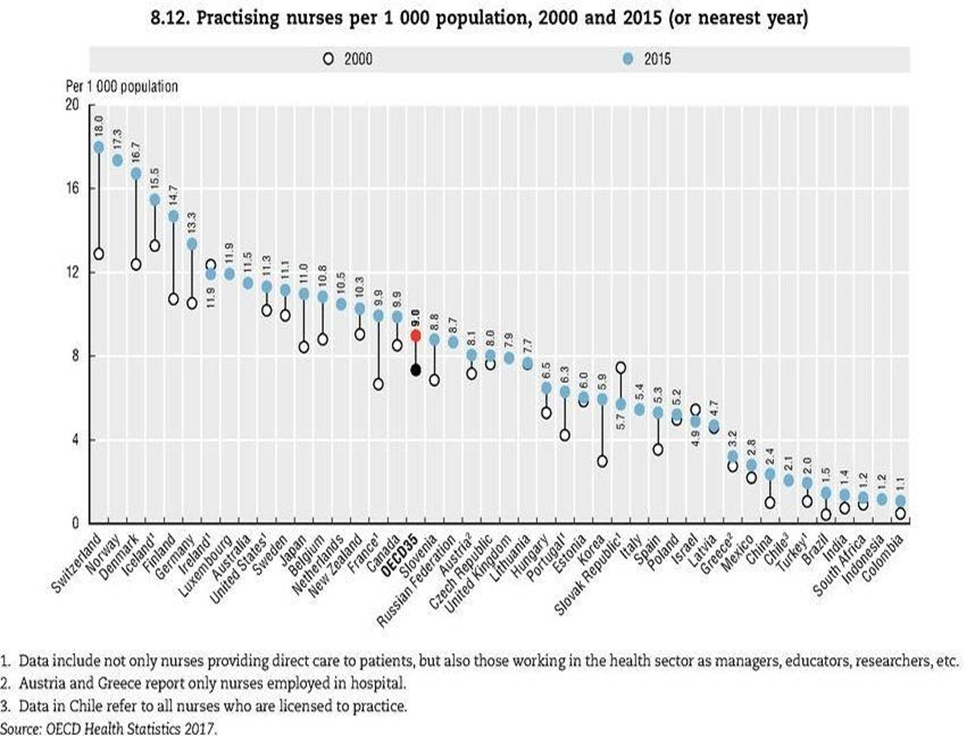 8.12. Practising nurses per 1 000 population, 2000 and 2015 (or nearest year)
2000 2015
Per 1 000 population
20
16
12
8
4
0
18.0 17.3 16.7 15.5 14.7 13.3 11.9 11.9 11.5 11.3 11.1 11.0 10.8 10.5 10.3 9.9 9.9 9.0 8.8 8.7 8.1 8.0 7.9 7.7 6.5 6.3 6.0 5.9 5.7 5.4 5.3 5.2 4.9 4.7 3.2 2.8 2.4 2.1 2.0 1.5 1.4 1.2 1.2 1.1
Switzerland
Norway
Denmark
Iceland¹
Finland
Germany
Ireland¹
Luxembourg
Australia
United States¹
Sweden
Japan
Belgium
Netherlands
New Zealand
France¹
Canada
OECD35
Slovenia
Russian Federation
Austria²
Czech Republic
United Kingdom
Lithuania
Hungary
Portugal¹
Estonia
Korea
Slovak Republic¹
Italy
Spain
Poland
Israel
Latvia
Greece²
Mexico
China
Chile³
Turkey¹
Brazil
India
South Africa
Indonesia
Colombia
1. Data include not only nurses providing direct care to patients, but also those working in the health sector as managers, educators, researchers, etc.
2. Austria and Greece report only nurses employed in hospital.
3. Data in Chile refer to all nurses who are licensed to practice.
Source: OECD Health Statistics 2017.